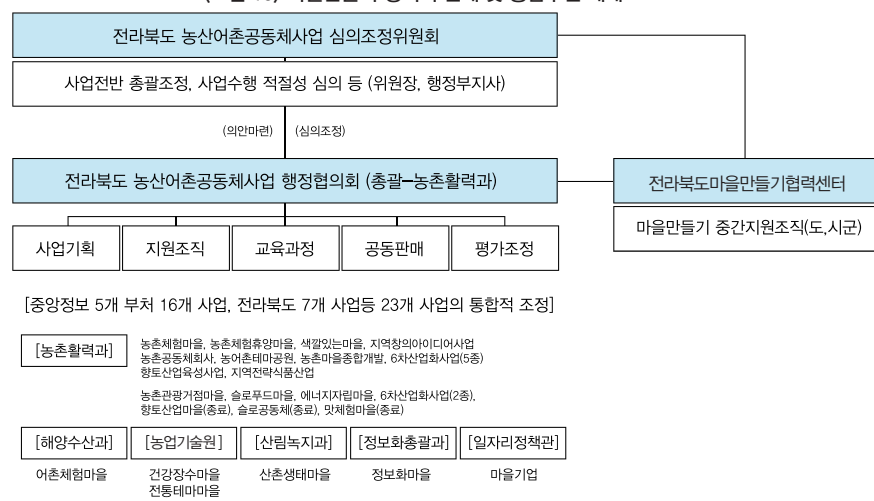 전라북도 농산어촌공동체사업 심의조정위원회
사업전반 총괄조정, 사업수행 적절성 심의 등 (위원장, 행정부지사)
(의안마련) (심의조정)
전라북도 농산어촌공동체사업 행정협의회 (총괄–농촌활력과)
전라북도마을만들기협력센터
마을만들기 중간지원조직(도,시군)
사업기획 지원조직 교육과정 공동판매 평가조정
[중앙정보 5개 부처 16개 사업, 전라북도 7개 사업등 23개 사업의 통합적 조정]
[농촌활력과]
농촌체험마을, 농촌체험휴양마을, 색깔있는마을, 지역창의아이디어사업
농촌공동체회사, 농어촌테마공원, 농촌마을종합개발, 6차산업화사업(5종)
향토산업육성사업, 지역전략식품산업
농촌관광거점마을, 슬로푸드마을, 에너지자립마을, 6차산업화사업(2종),
향토산업마을(종료), 슬로공동체(종료), 맛체험마을(종료)
[해양수산과] [농업기술원] [산림녹지과] [정보화총괄과] [일자리정책관]
어촌체험마을 건강장수마을 산촌생태마을 정보화마을 마을기업
전통테마마을